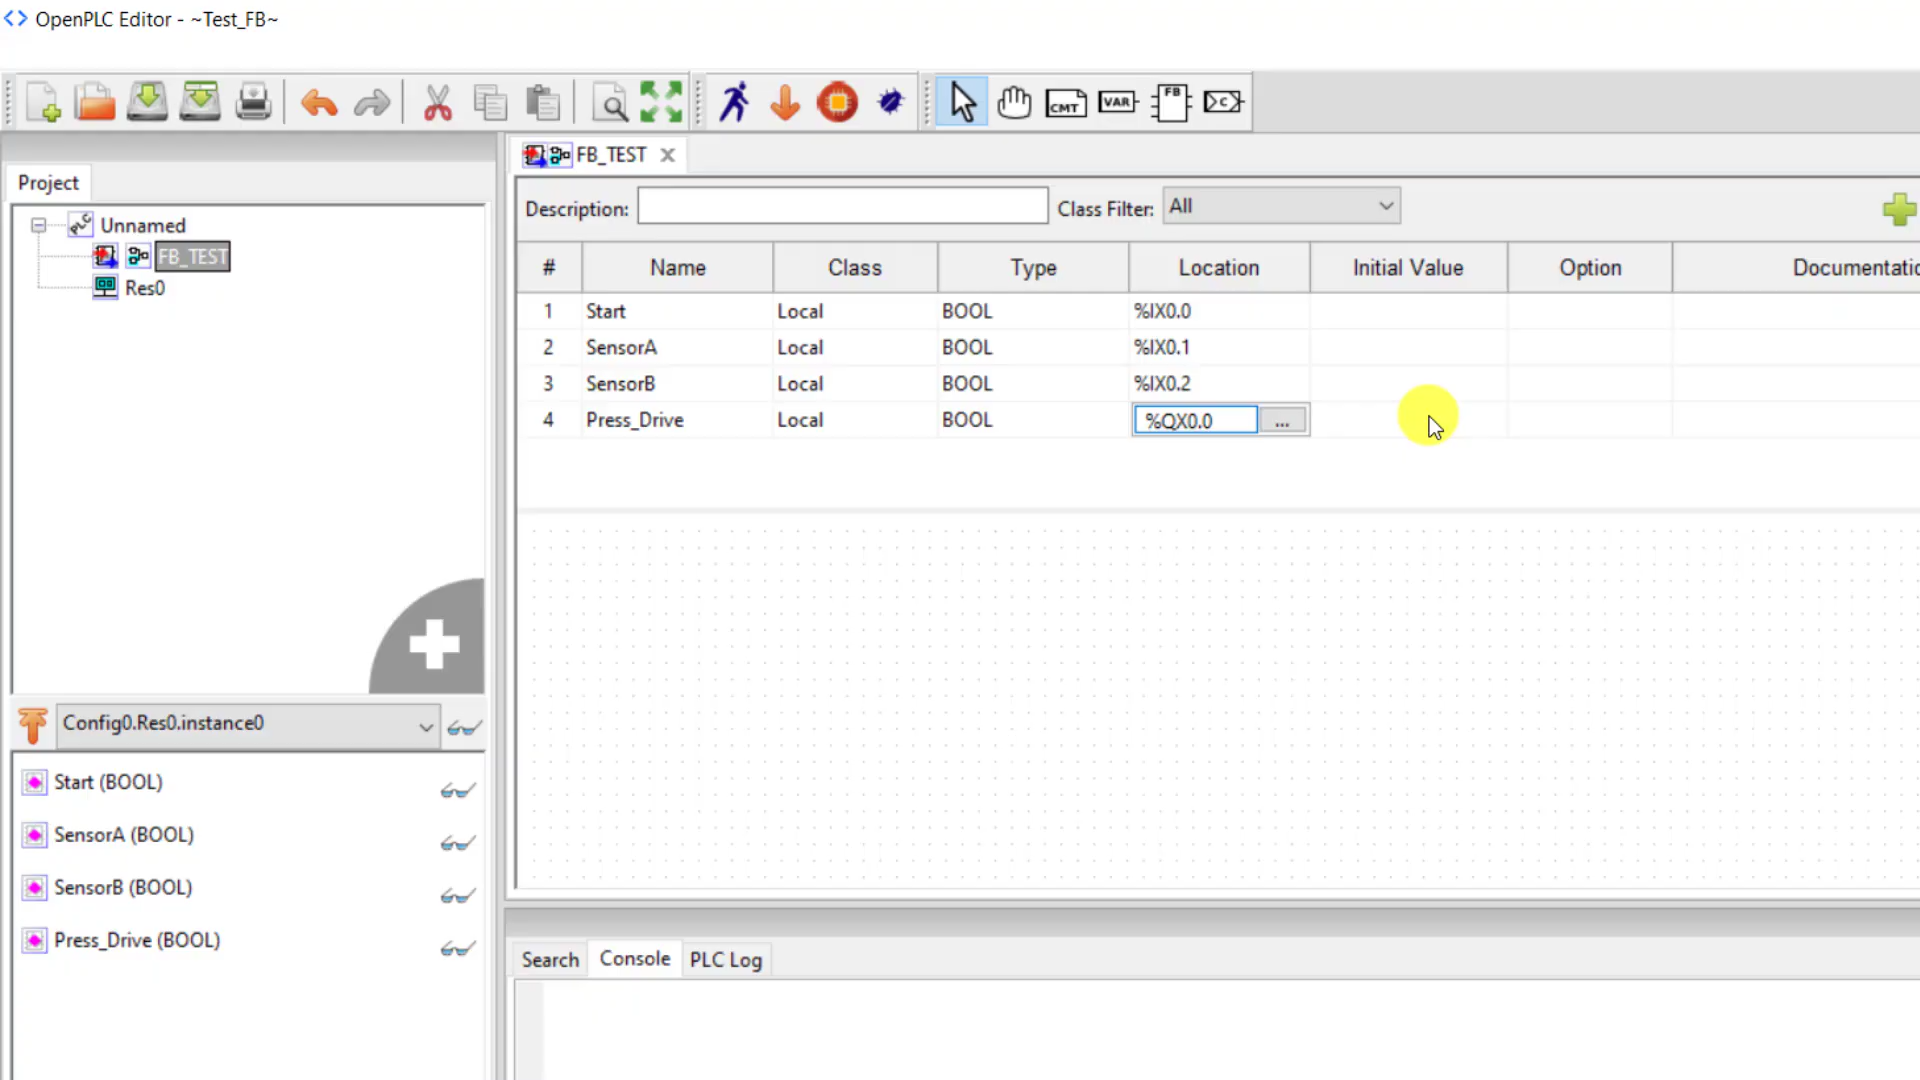 OpenPLC Editor - ~Test_FB~
CMT VAR FB C
Project
Unnamed
FB_TEST
Res0
FB_TEST
Description: Class Filter: All
# Name Class Type Location Initial Value Option Documentatio
1 Start Local BOOL %IX0.0
2 SensorA Local BOOL %IX0.1
3 SensorB Local BOOL %IX0.2
4 Press_Drive Local BOOL %QX0.0 ...
Config0.Res0.instance0
Start (BOOL)
SensorA (BOOL)
SensorB (BOOL)
Press_Drive (BOOL)
Search Console PLC Log